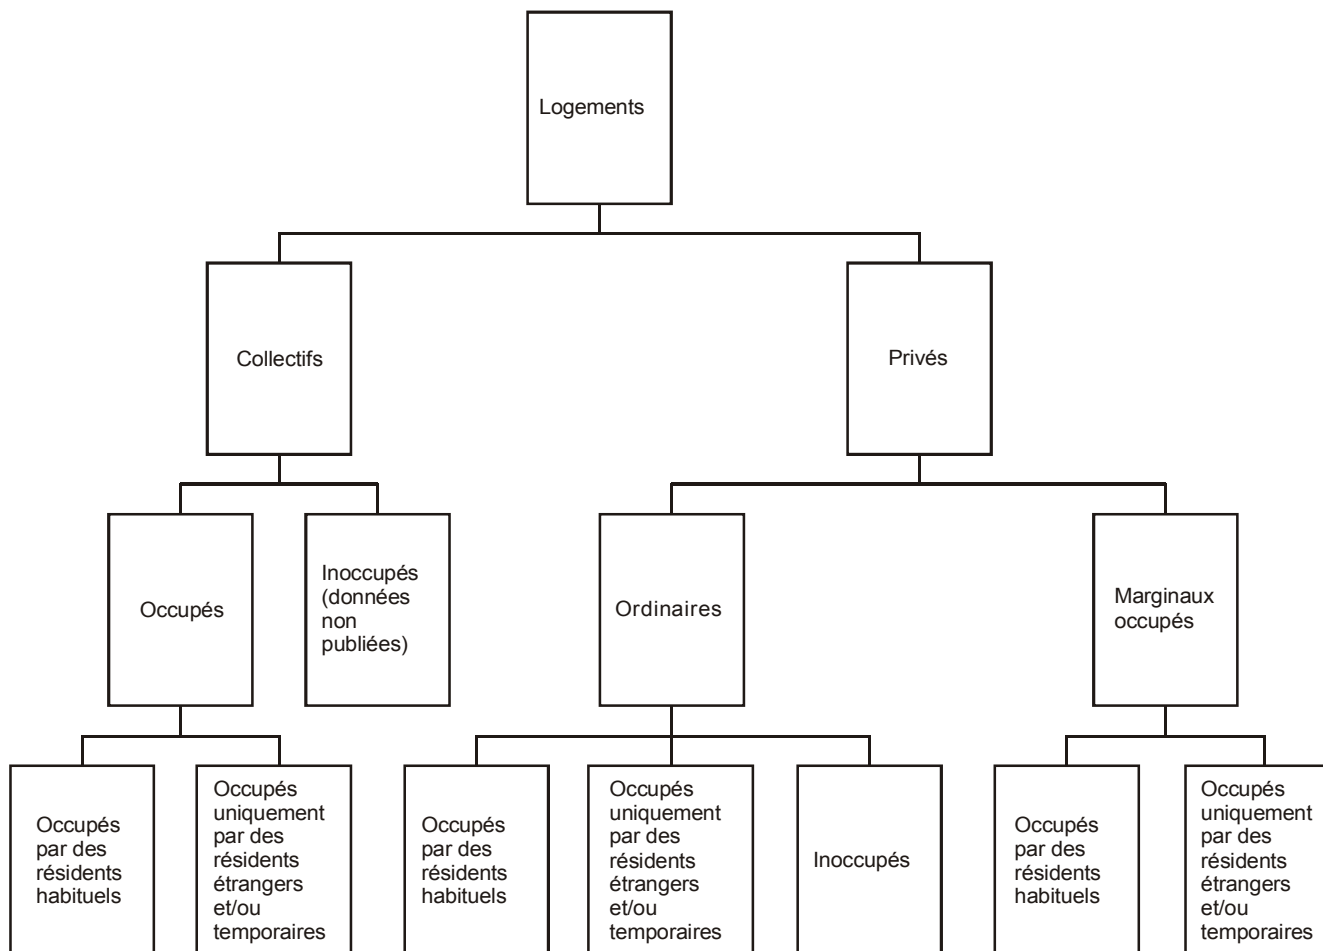 Logements
Collectifs
Privés
Occupés
Inoccupés
(données
non
publiées)
Ordinaires
Marginaux
occupés
Occupés
par des
résidents
habituels
Occupés
uniquement
par des
résidents
étrangers
et/ou
temporaires
Occupés
par des
résidents
habituels
Occupés
uniquement
par des
résidents
étrangers
et/ou
temporaires
Inoccupés
Occupés
par des
résidents
habituels
Occupés
uniquement
par des
résidents
étrangers
et/ou
temporaires